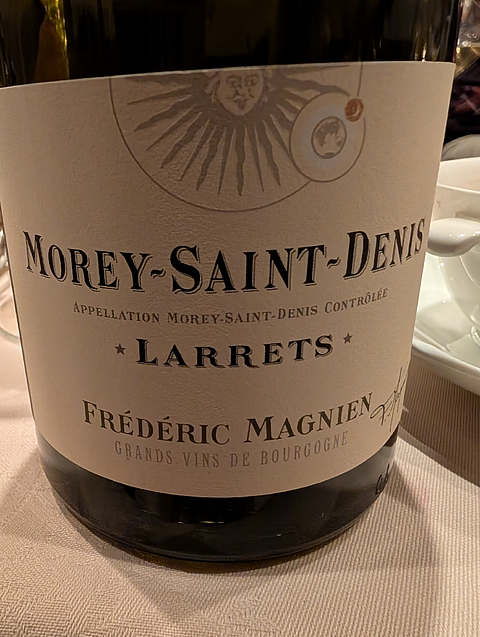 MOREY~SAINT~DENIS
APPELLATION MOREY-SAINT-DENIS CONTRÔLÉE
★ LARRETS ★
FRÉDÉRIC MAGNIEN
GRANDS VINS DE BOURGOGNE